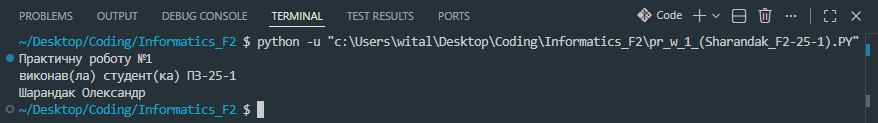 PROBLEMS OUTPUT DEBUG CONSOLE TERMINAL TEST RESULTS PORTS Code
~/Desktop/Coding/Informatics_F2 $ python -u "c:\Users\wital\Desktop\Coding\Informatics_F2\pr_w_1_(Sharandak_F2-25-1).PY"
Практичну роботу №1
виконав(ла) студент(ка) ПЗ-25-1
Шарандак Олександр
~/Desktop/Coding/Informatics_F2 $